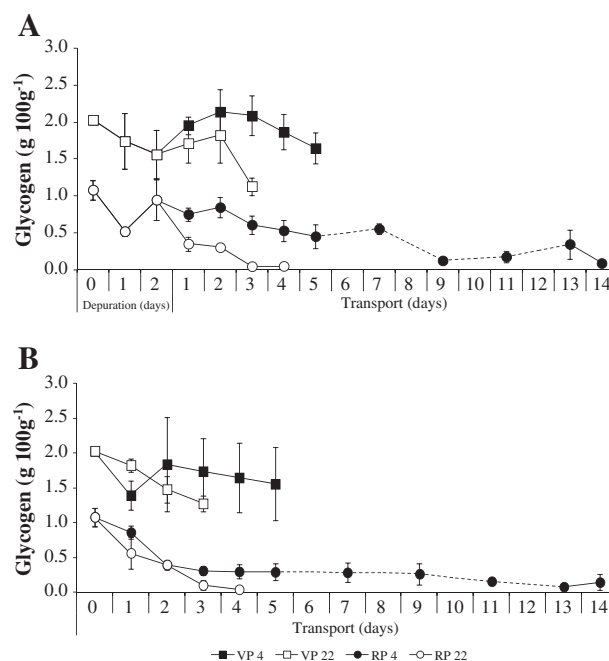 A
Glycogen (g 100g-1)
3.0
2.5
2.0
1.5
1.0
0.5
0.0
0 1 2 1 2 3 4 5 6 7 8 9 10 11 12 13 14
Depuration (days) Transport (days)
B
Glycogen (g 100g-1)
3.0
2.5
2.0
1.5
1.0
0.5
0.0
0 1 2 3 4 5 6 7 8 9 10 11 12 13 14
Transport (days)
VP 4 VP 22 RP 4 RP 22